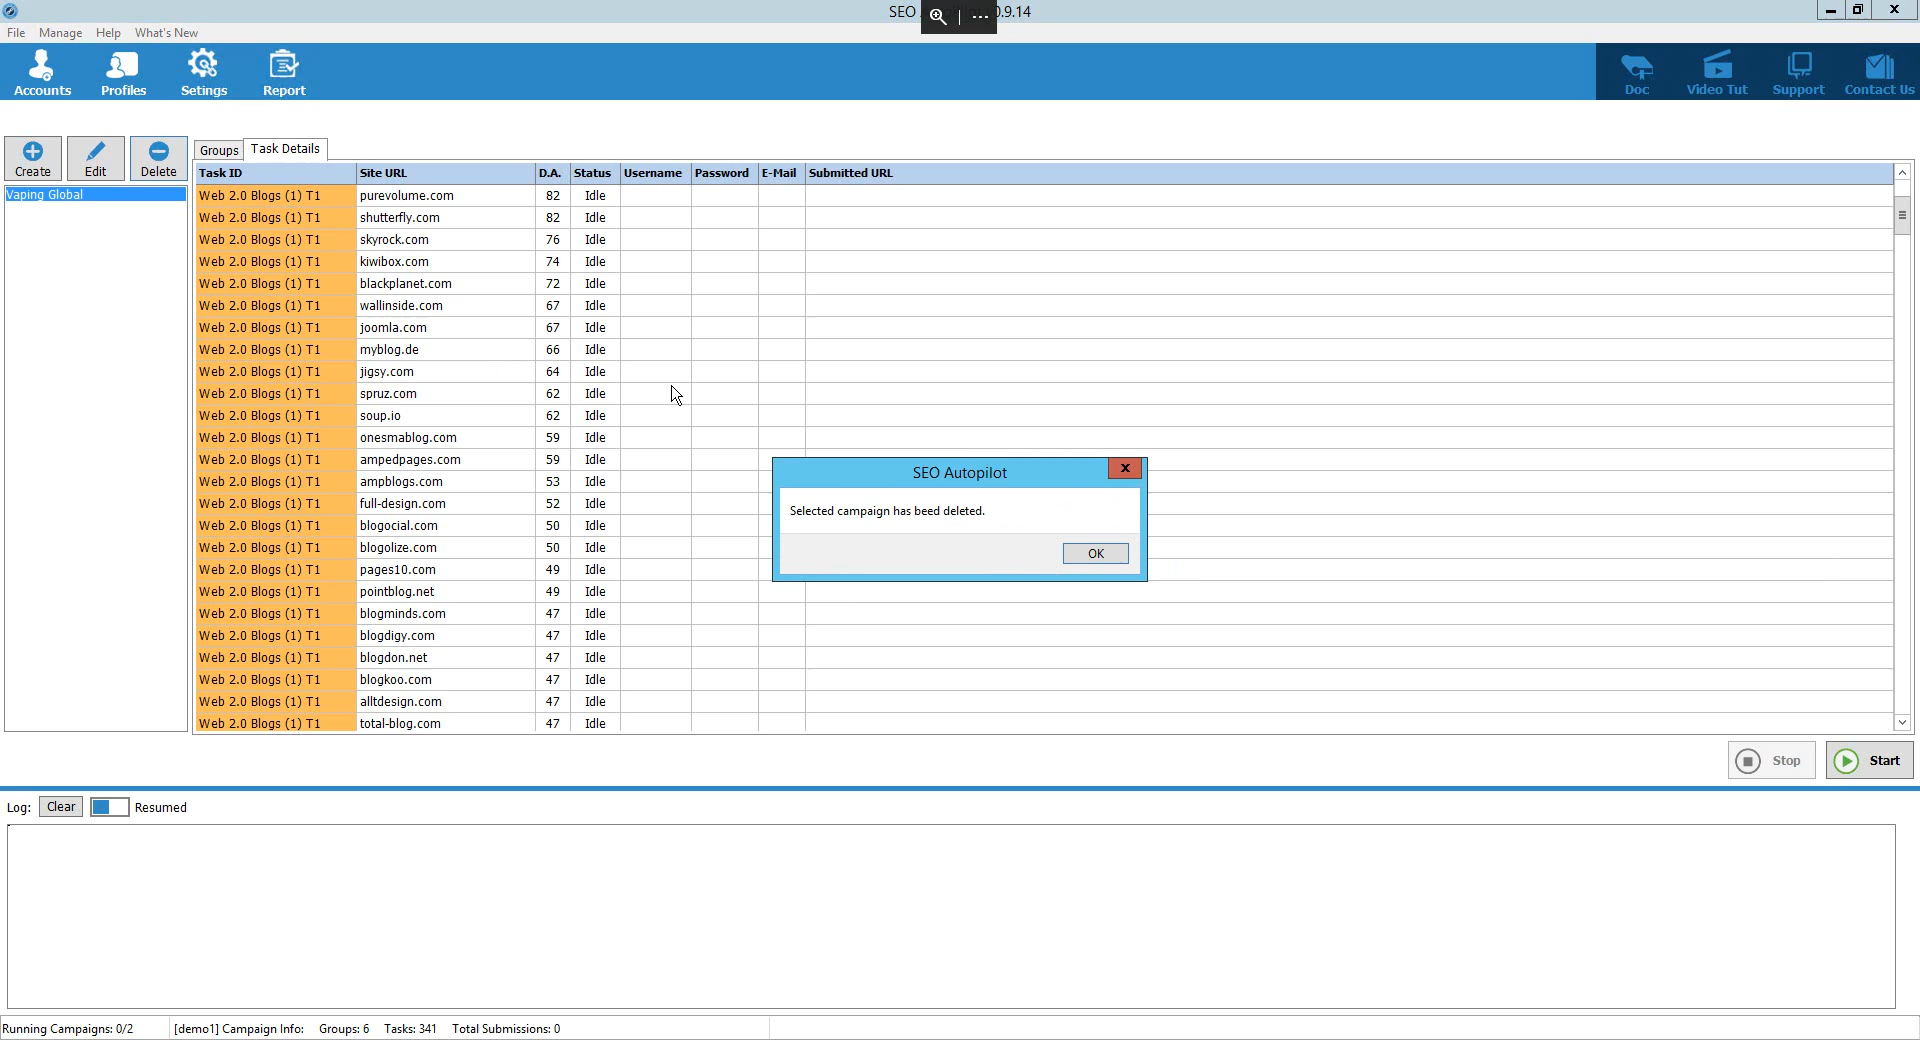 SEO 0.9.14
File Manage Help What's New
Accounts Profiles Setings Report Doc Video Tut Support Contact Us
Create Edit Delete Groups Task Details
Vaping Global
Task ID Site URL D.A. Status Username Password E-Mail Submitted URL
Web 2.0 Blogs (1) T1 purevolume.com 82 Idle
Web 2.0 Blogs (1) T1 shutterfly.com 82 Idle
Web 2.0 Blogs (1) T1 skyrock.com 76 Idle
Web 2.0 Blogs (1) T1 kiwibox.com 74 Idle
Web 2.0 Blogs (1) T1 blackplanet.com 72 Idle
Web 2.0 Blogs (1) T1 wallinside.com 67 Idle
Web 2.0 Blogs (1) T1 joomla.com 67 Idle
Web 2.0 Blogs (1) T1 myblog.de 66 Idle
Web 2.0 Blogs (1) T1 jigsy.com 64 Idle
Web 2.0 Blogs (1) T1 spruz.com 62 Idle
Web 2.0 Blogs (1) T1 soup.io 62 Idle
Web 2.0 Blogs (1) T1 onesmablog.com 59 Idle
Web 2.0 Blogs (1) T1 ampedpages.com 59 Idle
Web 2.0 Blogs (1) T1 ampblogs.com 53 Idle
Web 2.0 Blogs (1) T1 full-design.com 52 Idle
Web 2.0 Blogs (1) T1 blogocial.com 50 Idle
Web 2.0 Blogs (1) T1 blogolize.com 50 Idle
Web 2.0 Blogs (1) T1 pages10.com 49 Idle
Web 2.0 Blogs (1) T1 pointblog.net 49 Idle
Web 2.0 Blogs (1) T1 blogminds.com 47 Idle
Web 2.0 Blogs (1) T1 blogdigy.com 47 Idle
Web 2.0 Blogs (1) T1 blogdon.net 47 Idle
Web 2.0 Blogs (1) T1 blogkoo.com 47 Idle
Web 2.0 Blogs (1) T1 alltdesign.com 47 Idle
Web 2.0 Blogs (1) T1 total-blog.com 47 Idle
SEO Autopilot
Selected campaign has beed deleted.
OK
Stop Start
Log: Clear Resumed
Running Campaigns: 0/2 [demo1] Campaign Info: Groups: 6 Tasks: 341 Total Submissions: 0